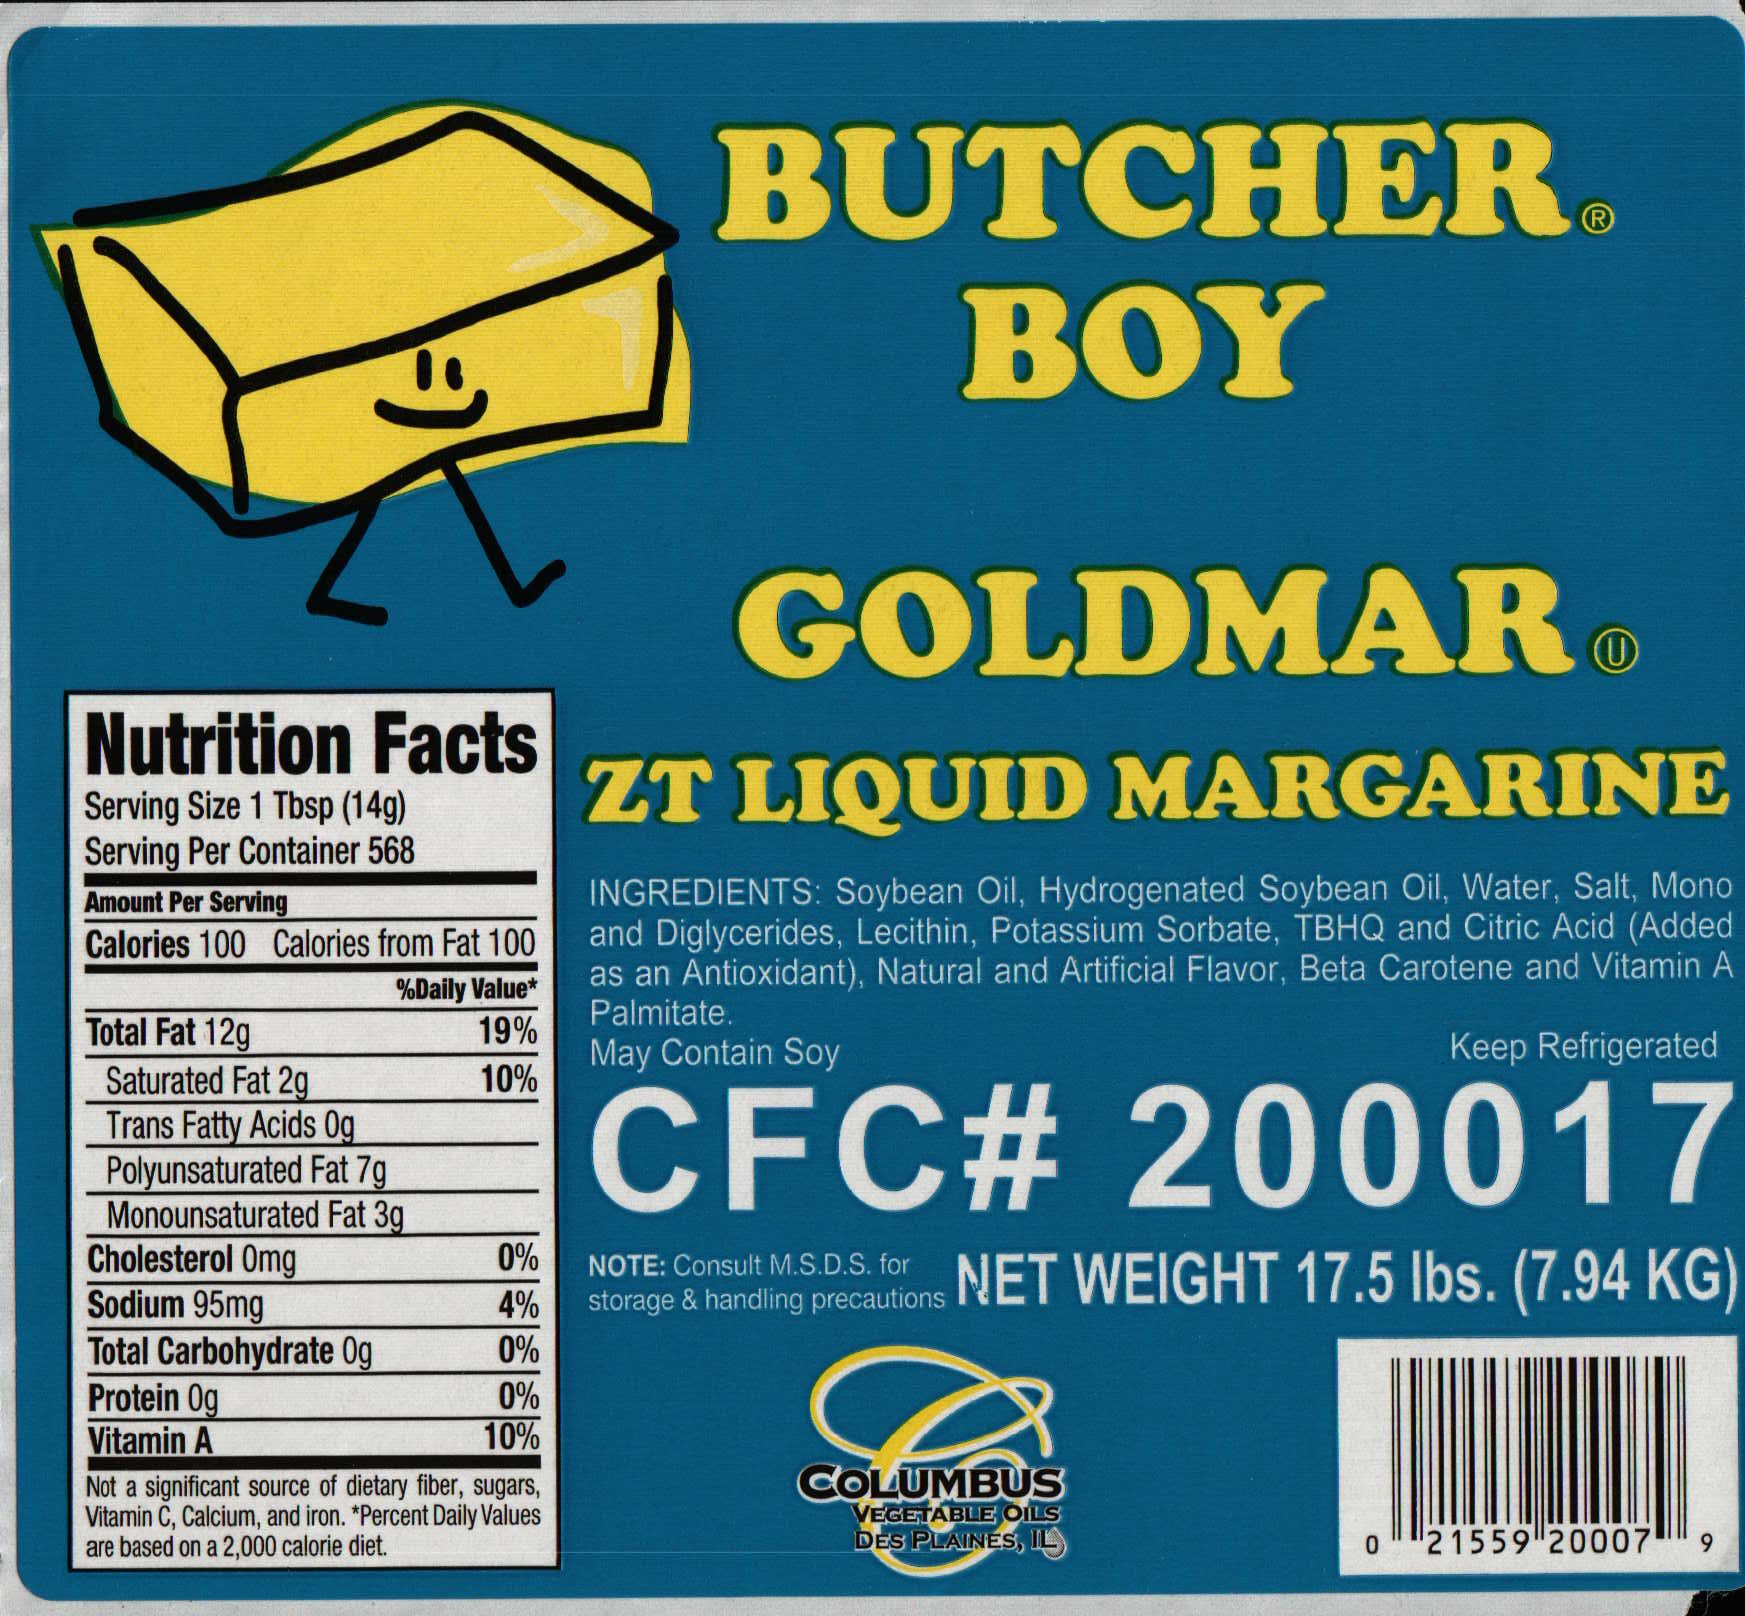 BUTCHER®
BOY
GOLDMAR Ⓤ
ZT LIQUID MARGARINE
Nutrition Facts
Serving Size 1 Tbsp (14g)
Serving Per Container 568
Amount Per Serving
Calories 100 Calories from Fat 100
%Daily Value*
Total Fat 12g 19%
Saturated Fat 2g 10%
Trans Fatty Acids 0g
Polyunsaturated Fat 7g
Monounsaturated Fat 3g
Cholesterol 0mg 0%
Sodium 95mg 4%
Total Carbohydrate 0g 0%
Protein 0g 0%
Vitamin A 10%
Not a significant source of dietary fiber, sugars,
Vitamin C, Calcium, and iron. *Percent Daily Values
are based on a 2,000 calorie diet.
INGREDIENTS: Soybean Oil, Hydrogenated Soybean Oil, Water, Salt, Mono
and Diglycerides, Lecithin, Potassium Sorbate, TBHQ and Citric Acid (Added
as an Antioxidant), Natural and Artificial Flavor, Beta Carotene and Vitamin A
Palmitate.
May Contain Soy
Keep Refrigerated
CFC# 200017
NOTE: Consult M.S.D.S. for
storage & handling precautions
NET WEIGHT 17.5 lbs. (7.94 KG)
COLUMBUS
VEGETABLE OILS
DES PLAINES, IL
0 21559 20007 9